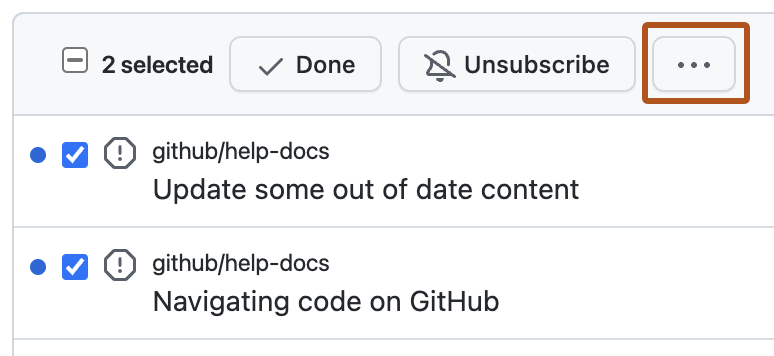 2 selected Done Unsubscribe ...
github/help-docs
Update some out of date content
github/help-docs
Navigating code on GitHub